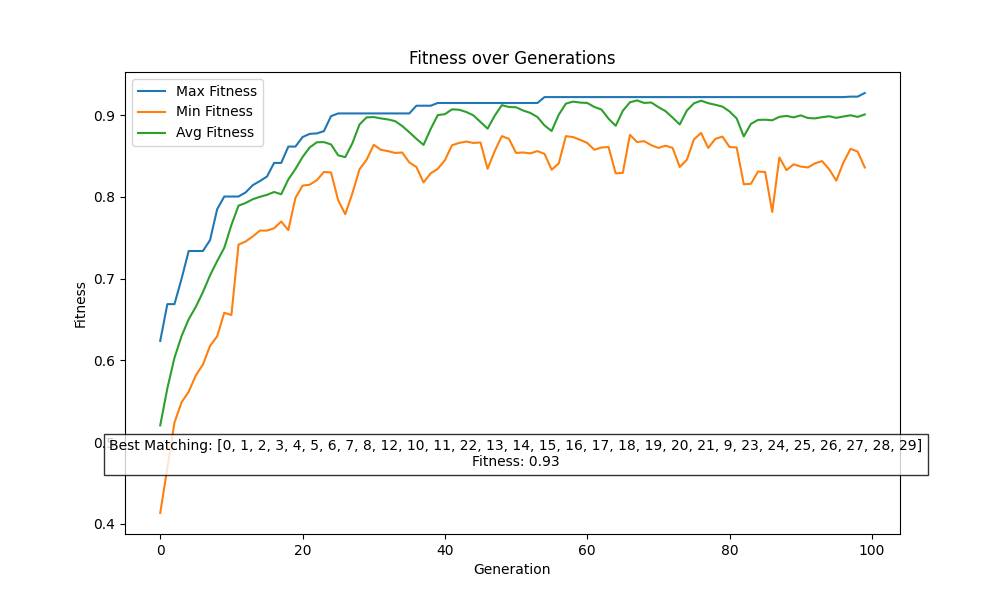 Fitness over Generations
Max Fitness
Min Fitness
Avg Fitness
Fitness
0.9
0.8
0.7
0.6
0.4
Best Matching: [0, 1, 2, 3, 4, 5, 6, 7, 8, 12, 10, 11, 22, 13, 14, 15, 16, 17, 18, 19, 20, 21, 9, 23, 24, 25, 26, 27, 28, 29]
Fitness: 0.93
0 20 40 60 80 100
Generation